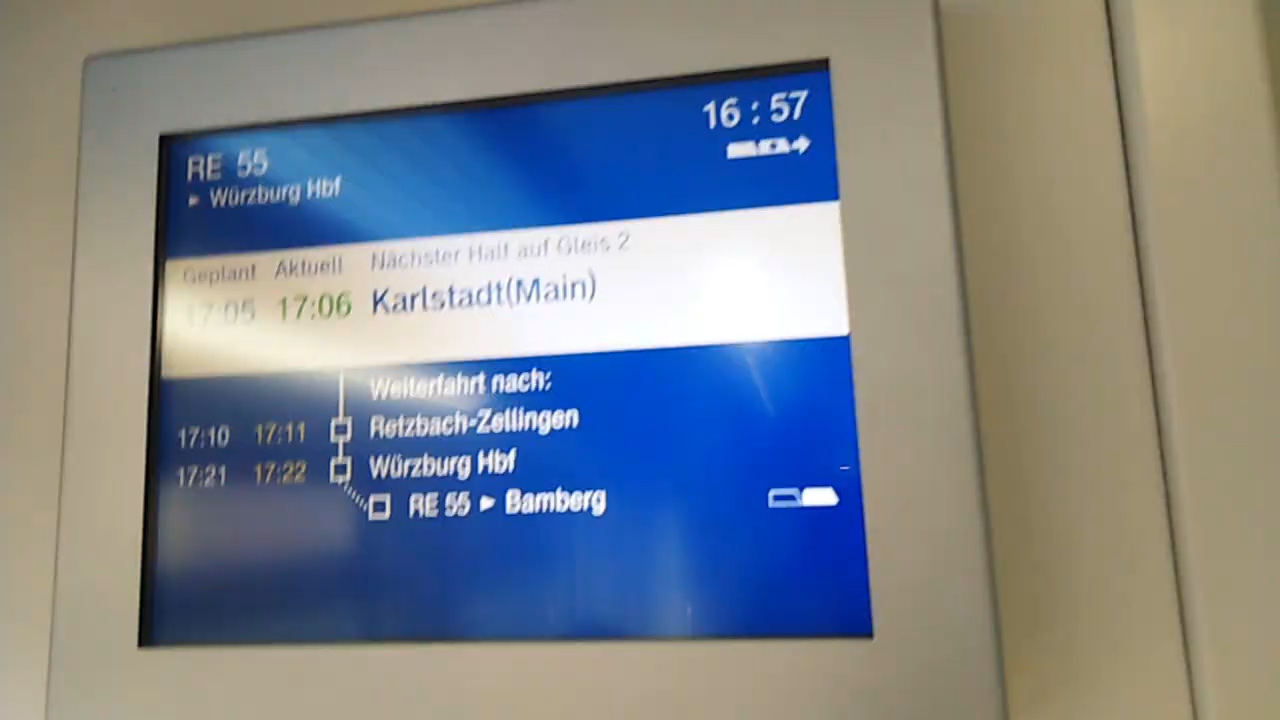 16:57
RE 55
► Würzburg Hbf
Geplant Aktuell Nächster Halt auf Gleis 2
17:05 17:06 Karlstadt(Main)
Weiterfahrt nach:
17:10 17:11 Retzbach-Zellingen
17:21 17:22 Würzburg Hbf
RE 55 ► Bamberg